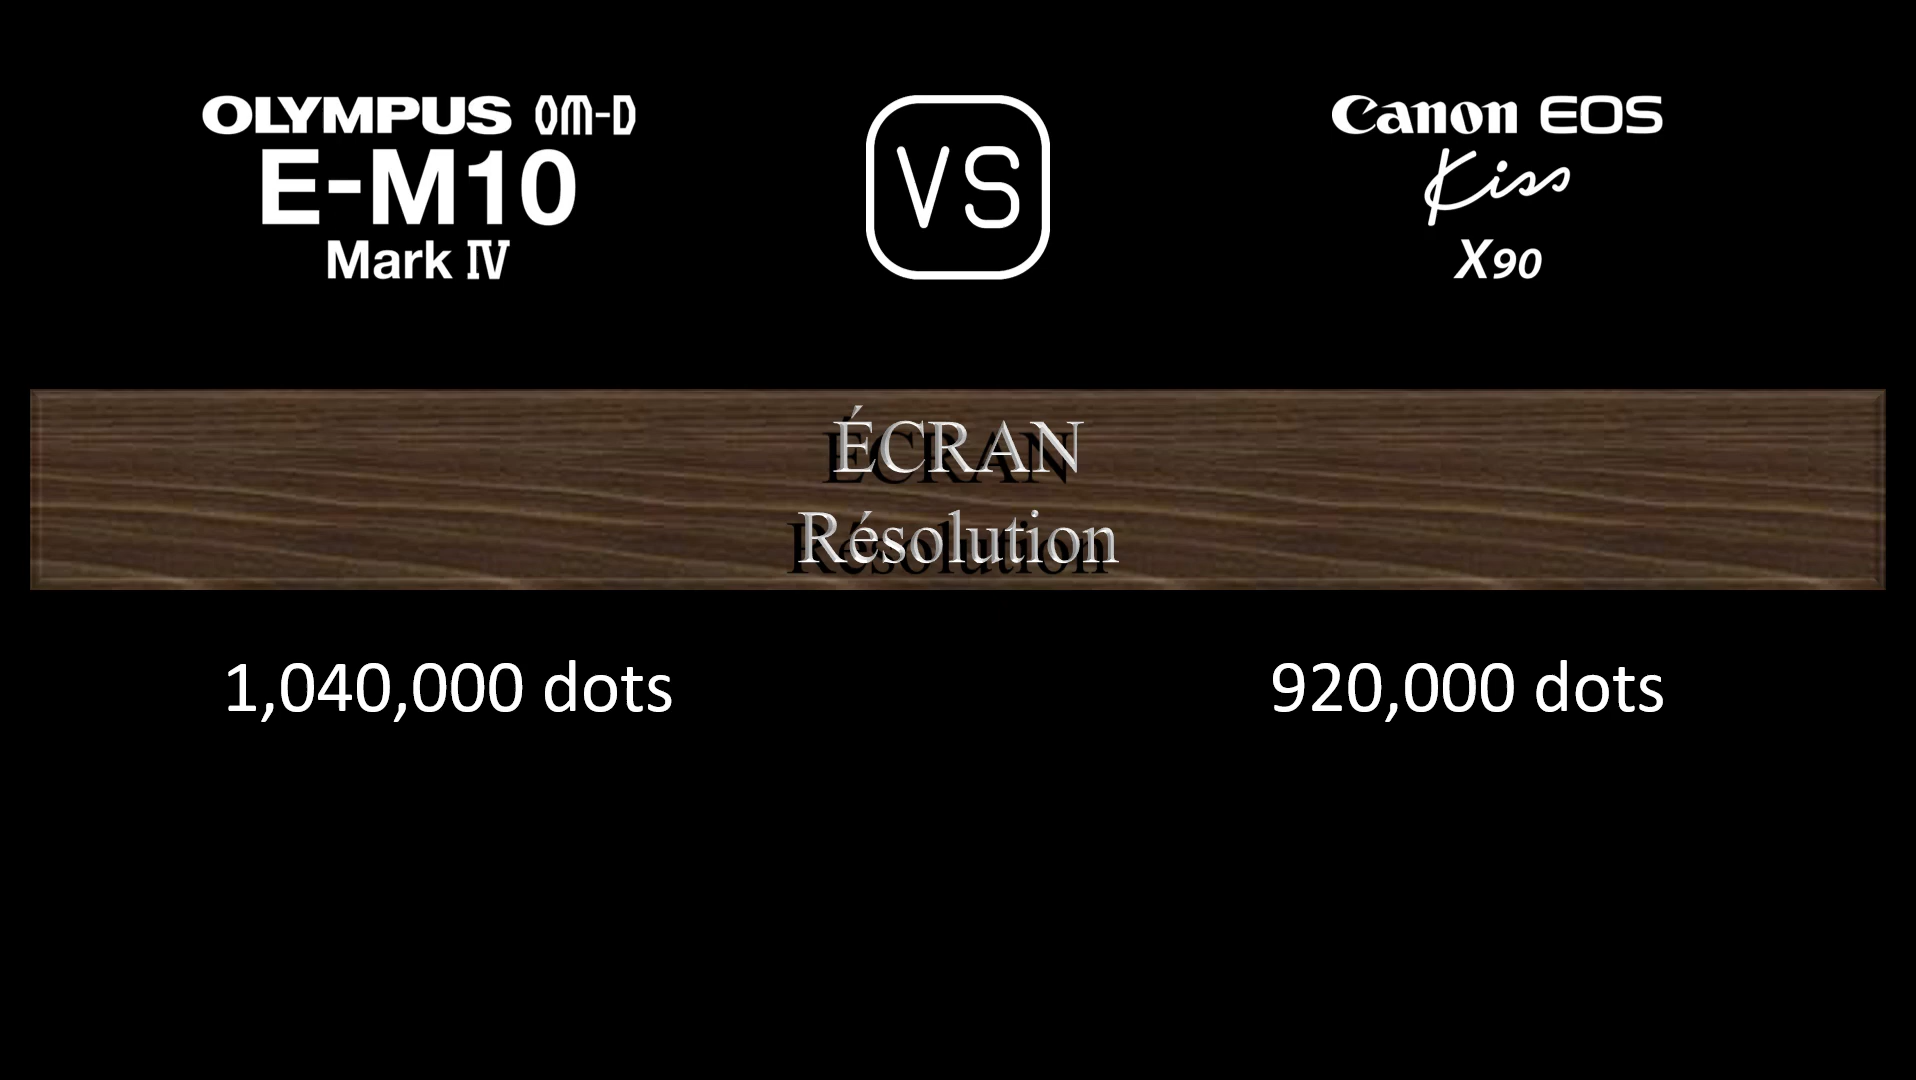 OLYMPUS OM-D
E-M10
Mark IV
VS
Canon EOS
Kiss
X90
ÉCRAN
Résolution
1,040,000 dots
920,000 dots